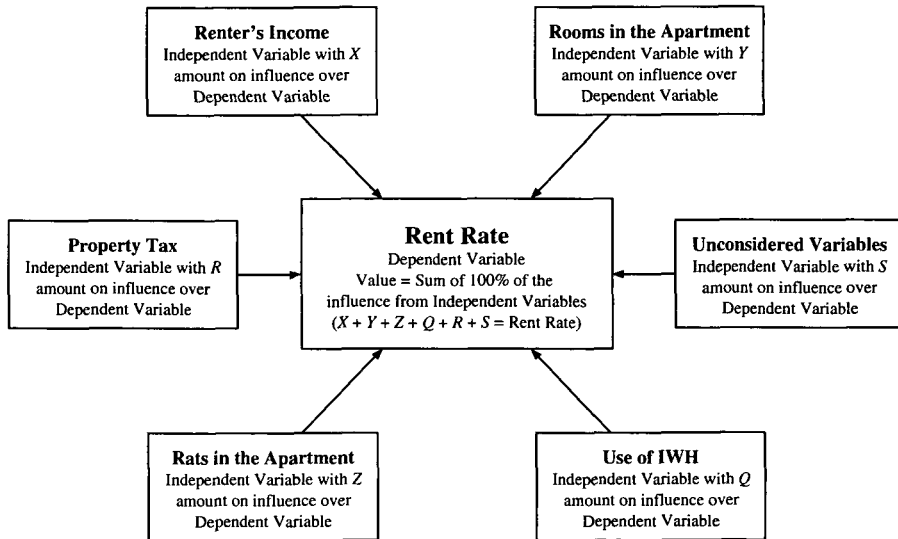 Renter's Income
Independent Variable with X
amount on influence over
Dependent Variable
Rooms in the Apartment
Independent Variable with Y
amount on influence over
Dependent Variable
Property Tax
Independent Variable with R
amount on influence over
Dependent Variable
Rent Rate
Dependent Variable
Value = Sum of 100% of the
influence from Independent Variables
(X + Y + Z + Q + R + S = Rent Rate)
Unconsidered Variables
Independent Variable with S
amount on influence over
Dependent Variable
Rats in the Apartment
Independent Variable with Z
amount on influence over
Dependent Variable
Use of IWH
Independent Variable with Q
amount on influence over
Dependent Variable